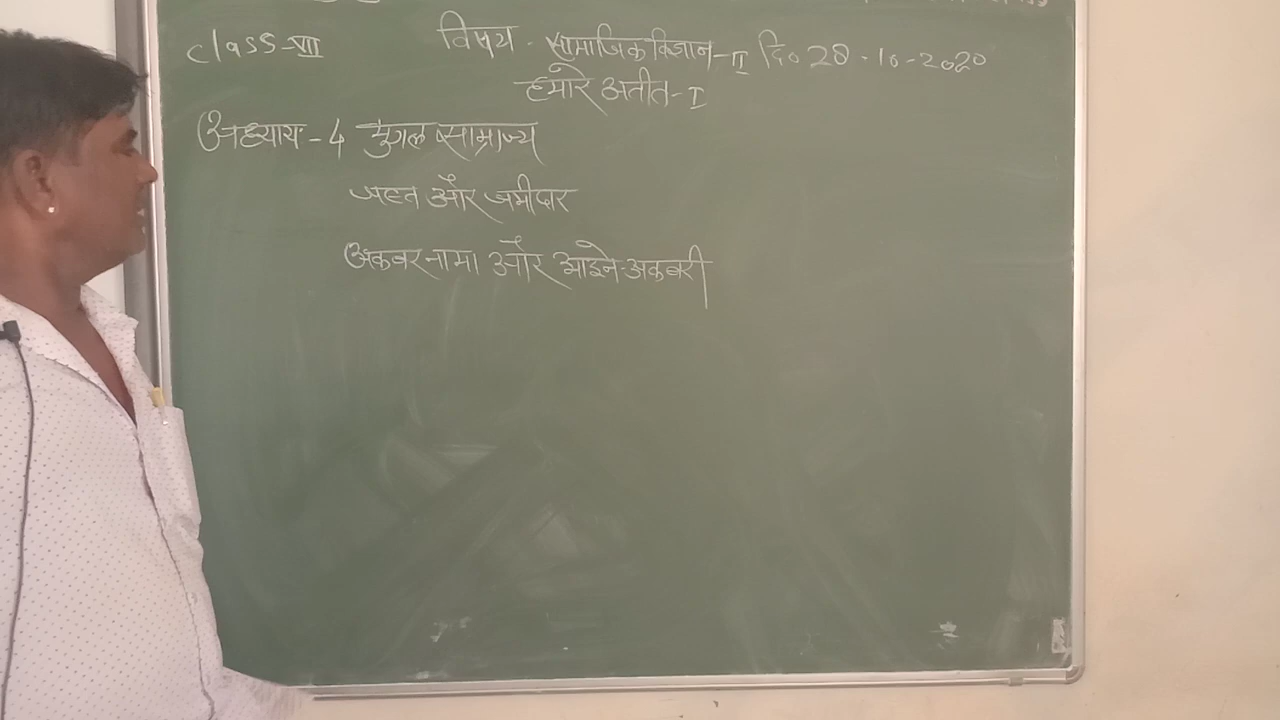 class-VII विषय - सामाजिक विज्ञान-II दि० 28-10-2020
हमारे अतीत-I
अध्याय-4 मुगल साम्राज्य
जब्त और जमीदार
अकबरनामा और आइने-अकबरी